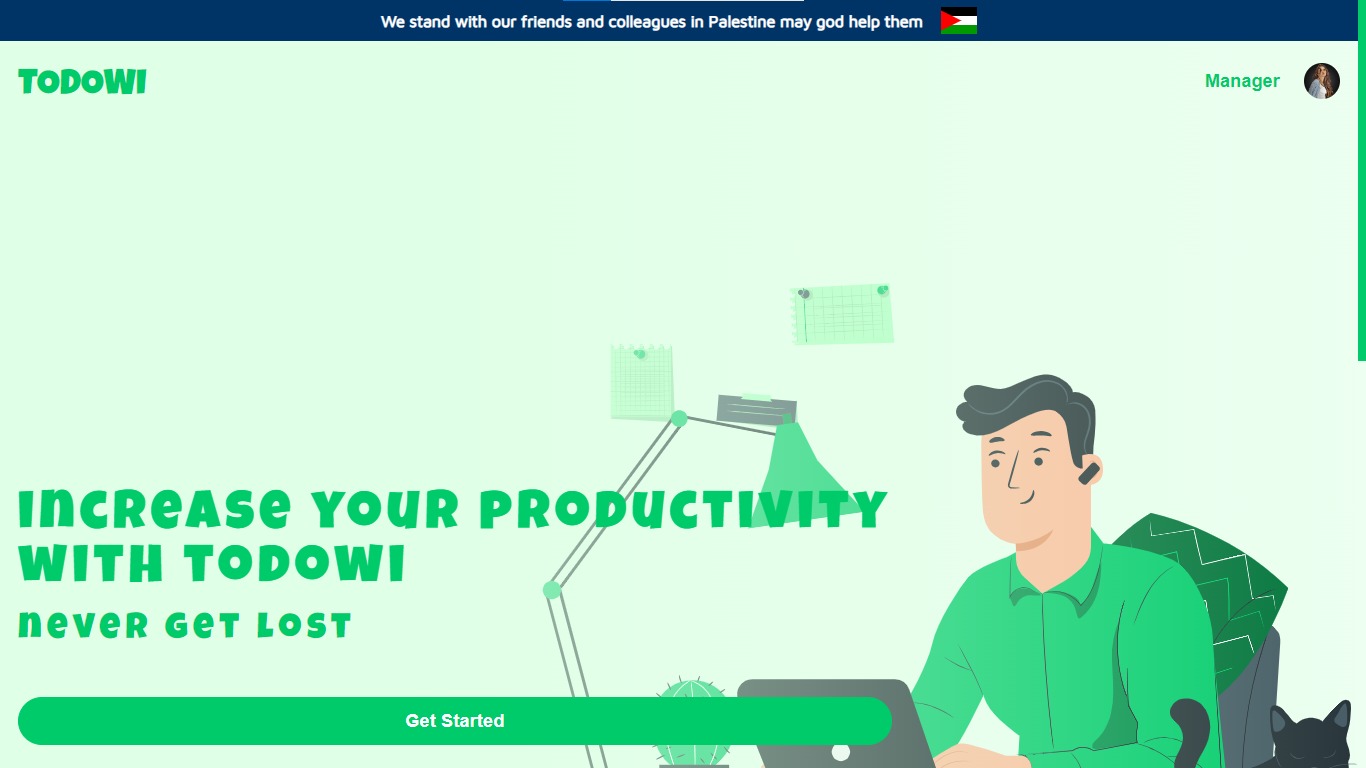 We stand with our friends and colleagues in Palestine may god help them
TODOWI
Manager
Increase Your Productivity
With Todowi
never get lost
Get Started